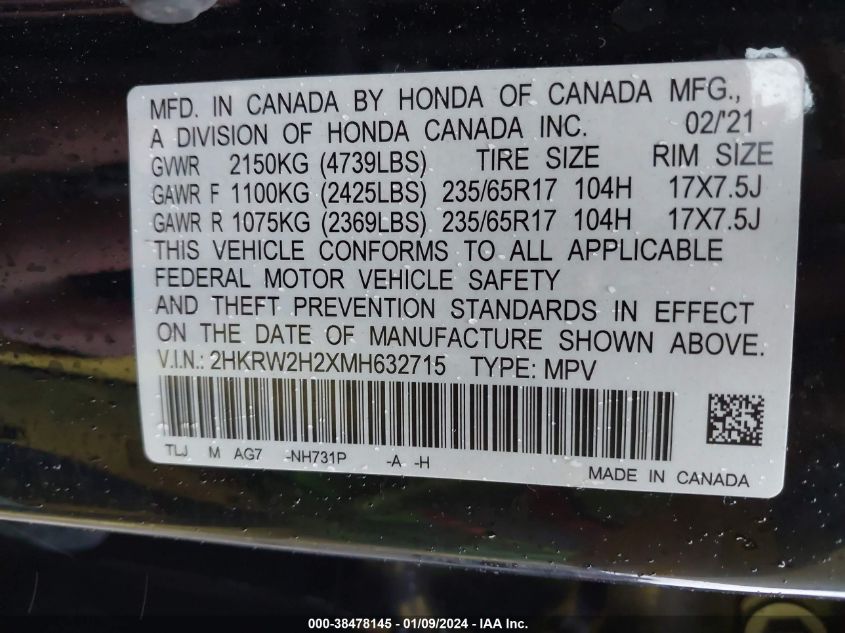 MFD. IN CANADA BY HONDA OF CANADA MFG.,
A DIVISION OF HONDA CANADA INC. 02/'21
GVWR 2150KG (4739LBS) TIRE SIZE RIM SIZE
GAWR F 1100KG (2425LBS) 235/65R17 104H 17X7.5J
GAWR R 1075KG (2369LBS) 235/65R17 104H 17X7.5J
THIS VEHICLE CONFORMS TO ALL APPLICABLE
FEDERAL MOTOR VEHICLE SAFETY
AND THEFT PREVENTION STANDARDS IN EFFECT
ON THE DATE OF MANUFACTURE SHOWN ABOVE.
V.I.N.: 2HKRW2H2XMH632715 TYPE: MPV
TLJ M AG7 -NH731P -A -H
MADE IN CANADA
000-38478145 - 01/09/2024 - IAA Inc.